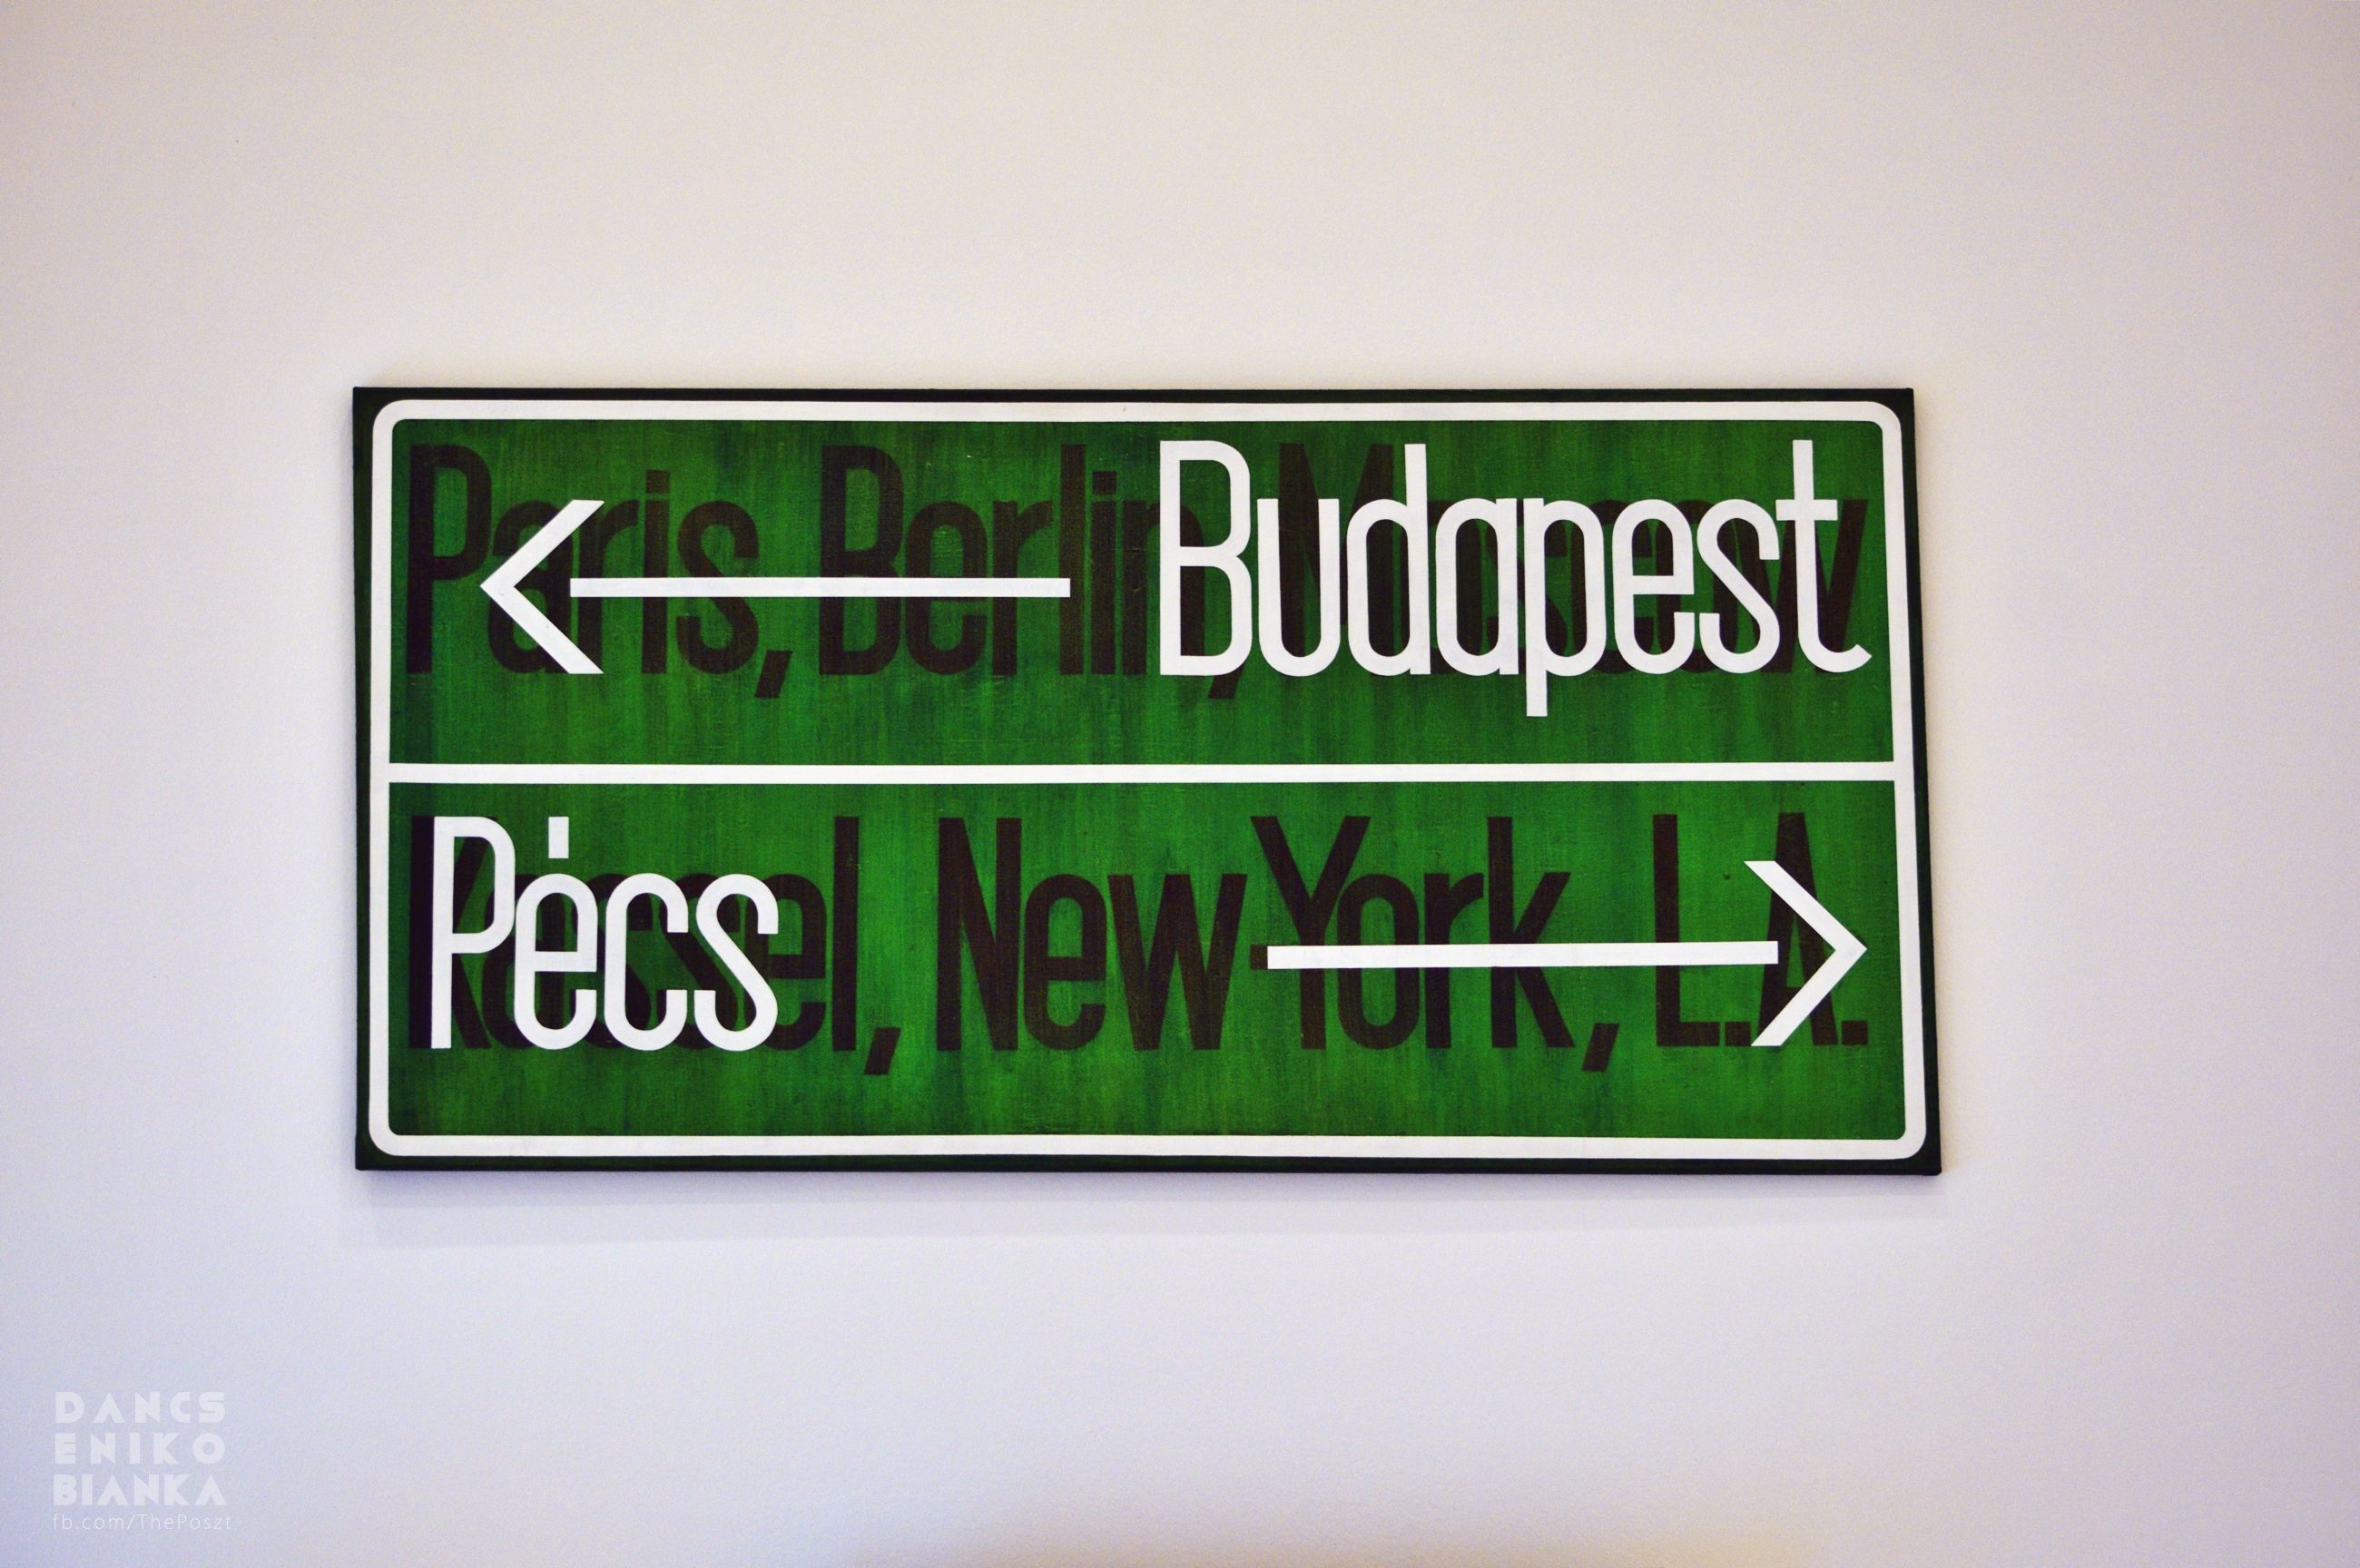 Paris, Berlin, Moscow
← Budapest
Kassel, New-York, L.A.
Pécs →
DANCS
ENIKO
BIANKA
fb.com/ThePoszt